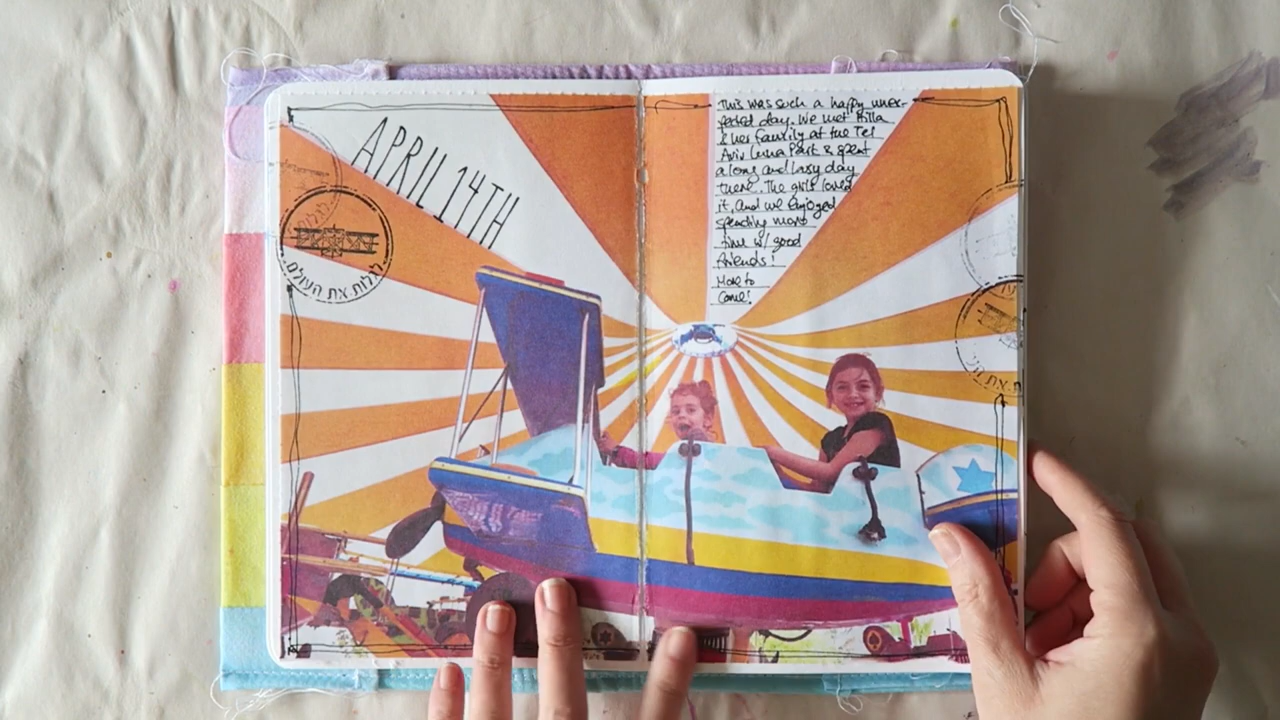 APRIL 14TH
לגלות את העולם
This was such a happy unex-
pected day. We met Hilla
& her family at the Tel
Aviv Luna Park & spent
a long and lazy day
there. The girls loved
it, and we enjoyed
spending more
time w/ good
friends!
More to
Come!